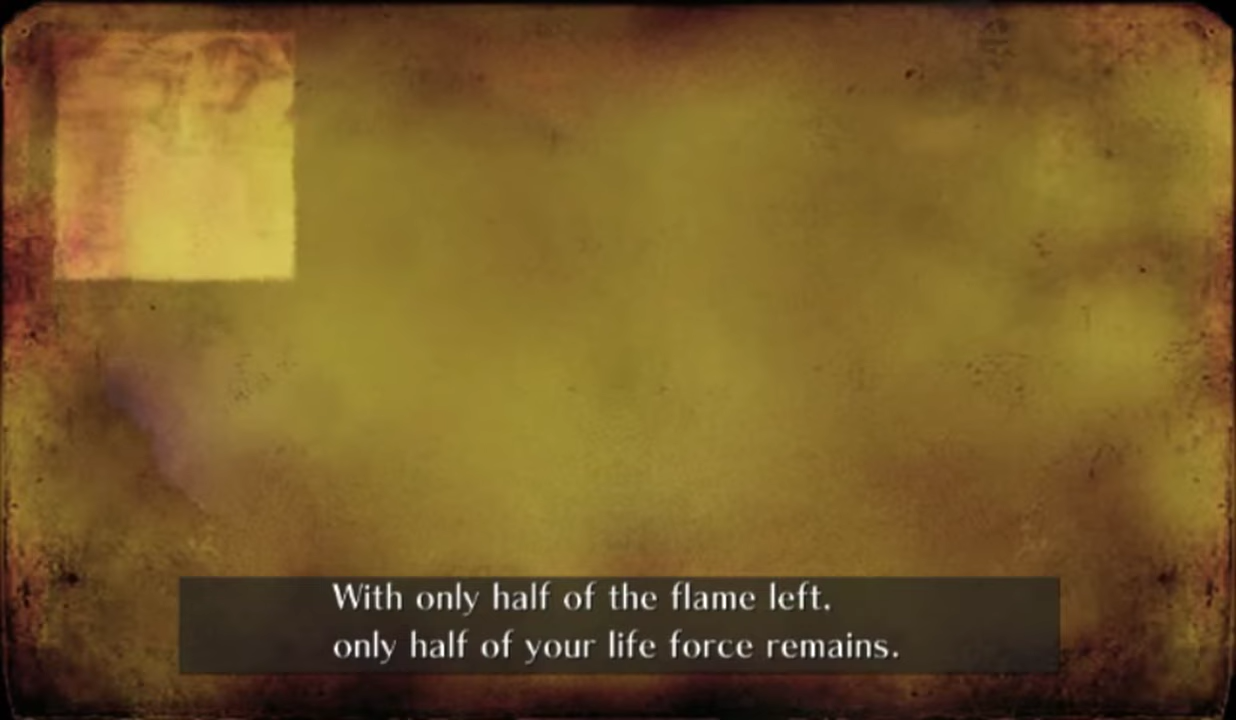 With only half of the flame left.
only half of your life force remains.